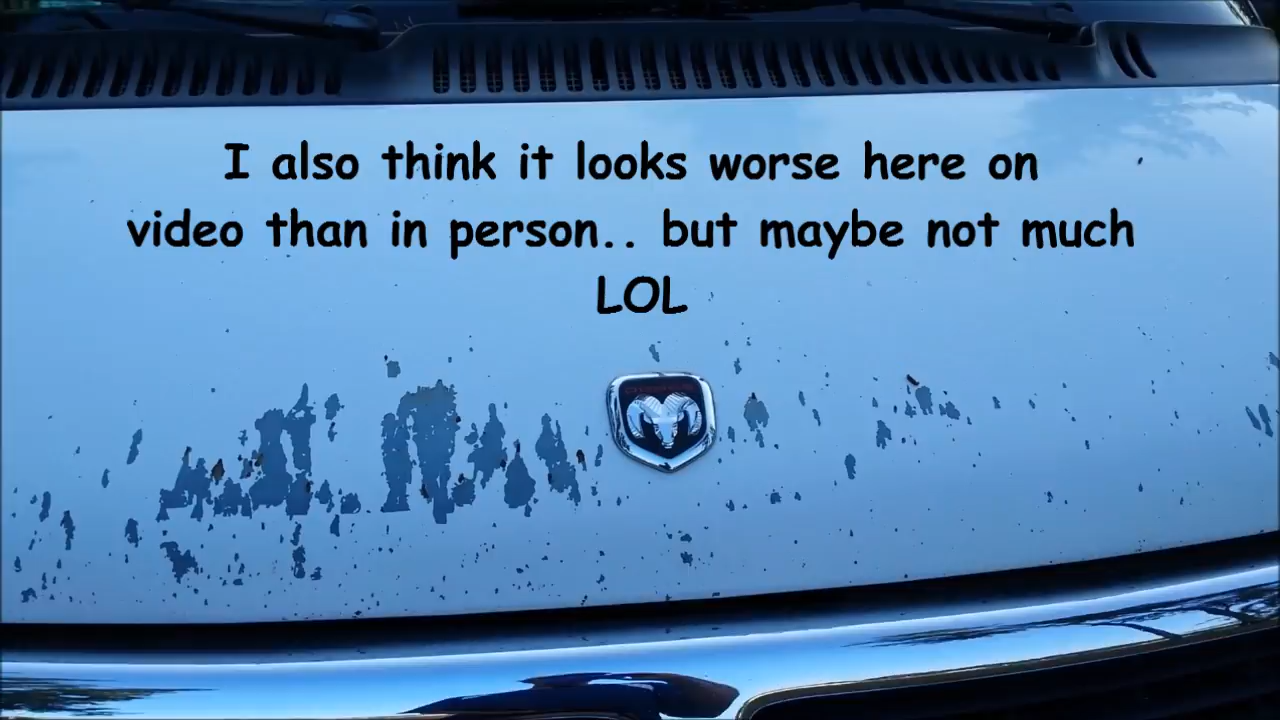 I also think it looks worse here on
video than in person.. but maybe not much
LOL